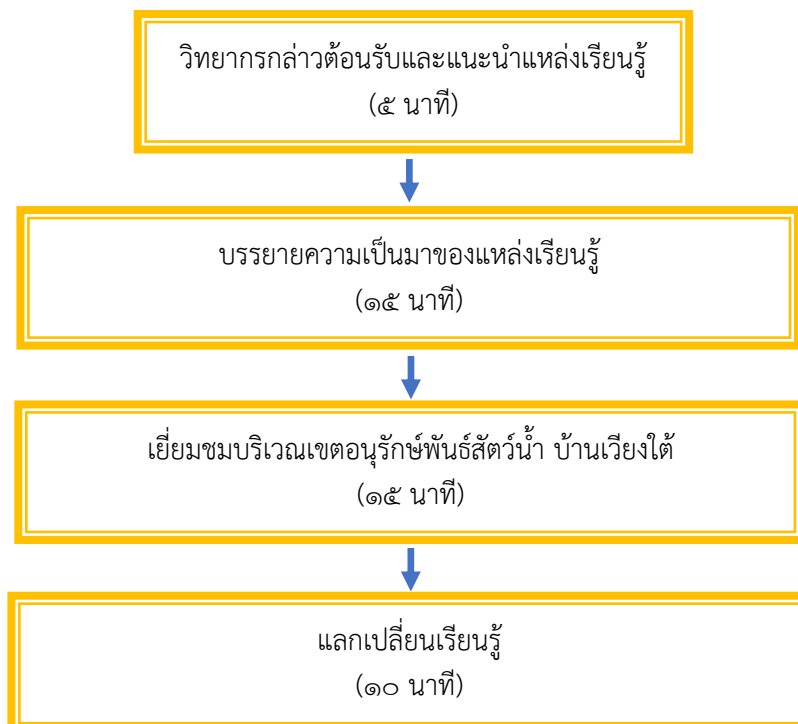 วิทยากรกล่าวต้อนรับและแนะนำแหล่งเรียนรู้
(๕ นาที)
บรรยายความเป็นมาของแหล่งเรียนรู้
(๑๕ นาที)
เยี่ยมชมบริเวณเขตอนุรักษ์พันธ์สัตว์น้ำ บ้านเวียงใต้
(๑๕ นาที)
แลกเปลี่ยนเรียนรู้
(๑๐ นาที)